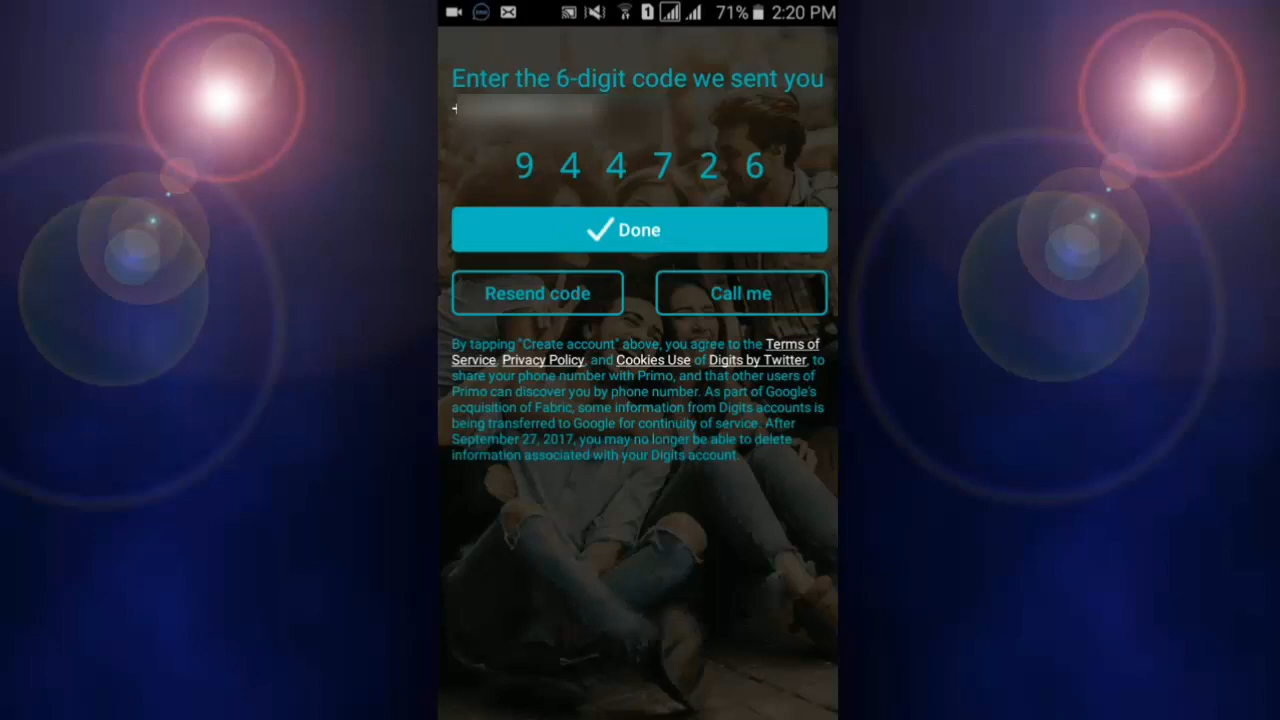 1 71% 2:20 PM
Enter the 6-digit code we sent you
+
9 4 4 7 2 6
Done
Resend code
Call me
By tapping "Create account" above, you agree to the Terms of
Service, Privacy Policy, and Cookies Use of Digits by Twitter, to
share your phone number with Primo, and that other users of
Primo can discover you by phone number. As part of Google's
acquisition of Fabric, some information from Digits accounts is
being transferred to Google for continuity of service. After
September 27, 2017, you may no longer be able to delete
information associated with your Digits account.